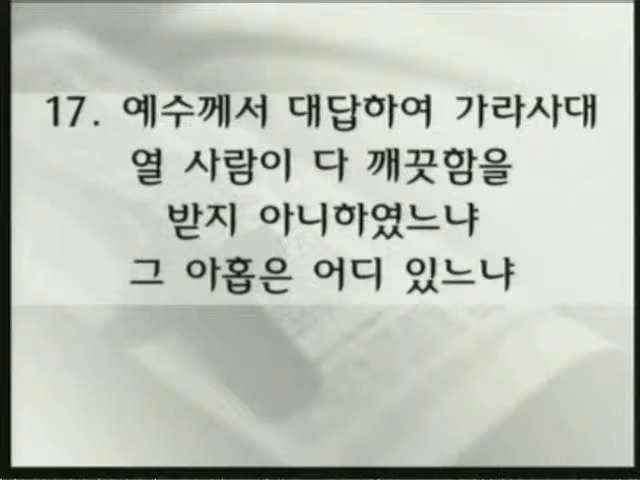 17. 예수께서 대답하여 가라사대
열 사람이 다 깨끗함을
받지 아니하였느냐
그 아홉은 어디 있느냐